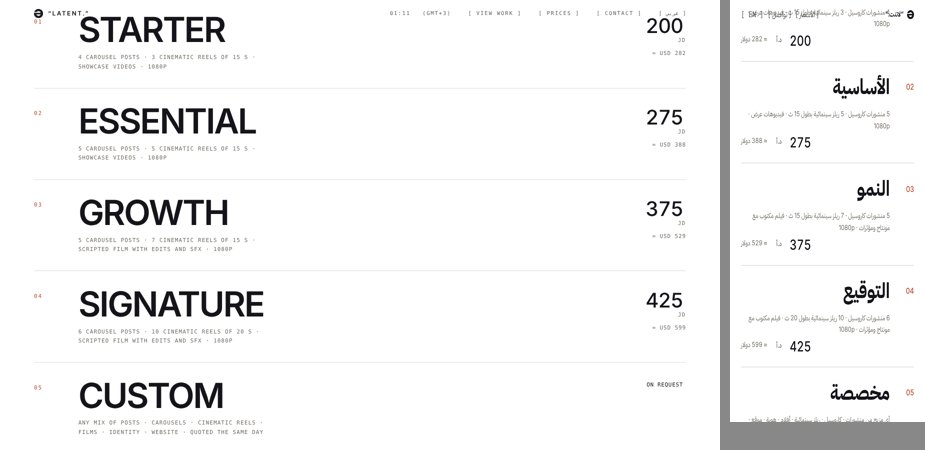 "LATENT."
01:11 (GMT+3) [ VIEW WORK ] [ PRICES ] [ CONTACT ] [ عربي ]
01
STARTER
4 CAROUSEL POSTS · 3 CINEMATIC REELS OF 15 S ·
SHOWCASE VIDEOS · 1080P
200
JD
≈ USD 282
02
ESSENTIAL
5 CAROUSEL POSTS · 5 CINEMATIC REELS OF 15 S ·
SHOWCASE VIDEOS · 1080P
275
JD
≈ USD 388
03
GROWTH
5 CAROUSEL POSTS · 7 CINEMATIC REELS OF 15 S ·
SCRIPTED FILM WITH EDITS AND SFX · 1080P
375
JD
≈ USD 529
04
SIGNATURE
6 CAROUSEL POSTS · 10 CINEMATIC REELS OF 20 S ·
SCRIPTED FILM WITH EDITS AND SFX · 1080P
425
JD
≈ USD 599
05
CUSTOM
ANY MIX OF POSTS · CAROUSELS · CINEMATIC REELS ·
FILMS · IDENTITY · WEBSITE · QUOTED THE SAME DAY
ON REQUEST
1080p
200 د.أ ≈ 282 دولار
02
الأساسية
5 منشورات كاروسيل · 5 ريلز سينمائية بطول 15 ث · فيديوهات عرض ·
1080p
275 د.أ ≈ 388 دولار
03
النمو
5 منشورات كاروسيل · 7 ريلز سينمائية بطول 15 ث · فيلم مكتوب مع
مونتاج ومؤثرات · 1080p
375 د.أ ≈ 529 دولار
04
التوقيع
6 منشورات كاروسيل · 10 ريلز سينمائية بطول 20 ث · فيلم مكتوب مع
مونتاج ومؤثرات · 1080p
425 د.أ ≈ 599 دولار
05
مخصصة